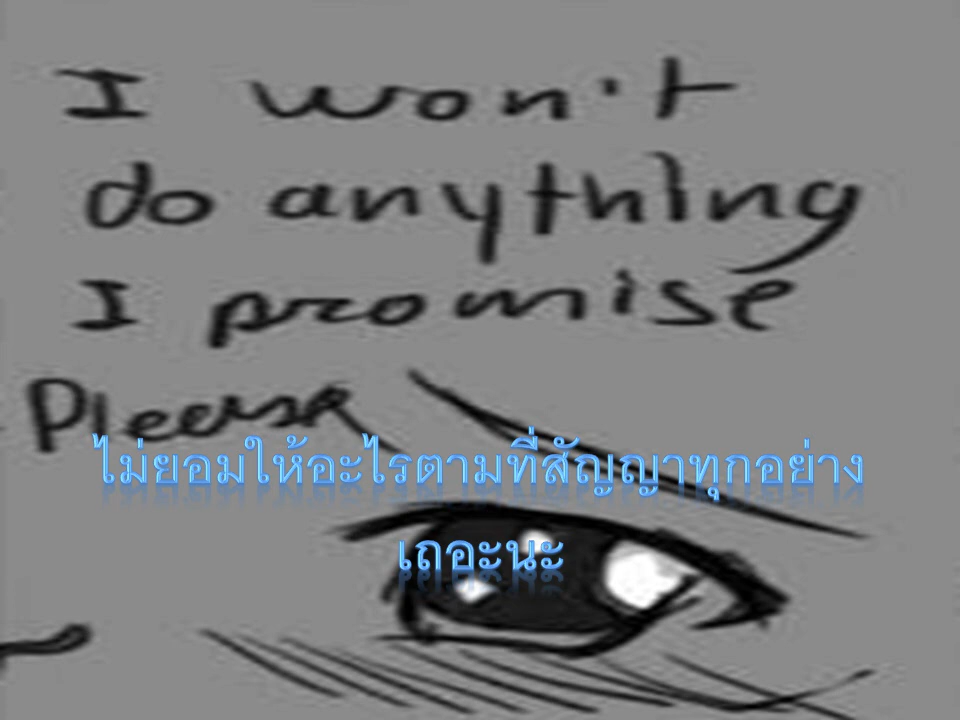 I won't
do anything
I promise
Please
ไม่ยอมให้อะไรตามที่สัญญาทุกอย่าง
เถอะนะ